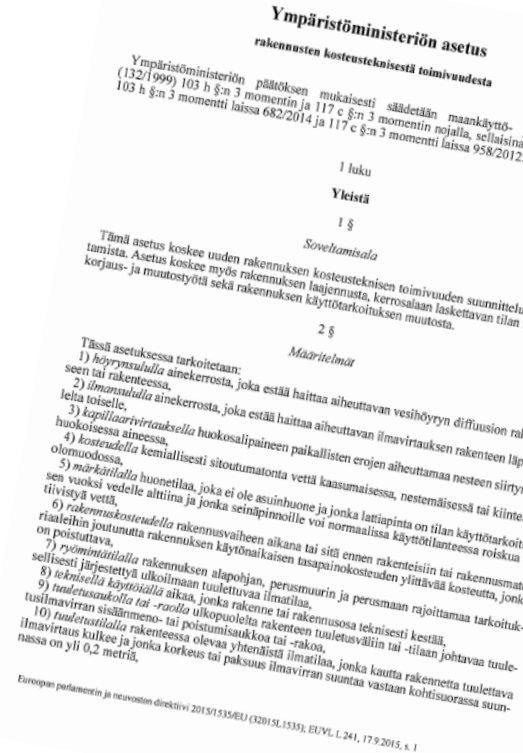 Ympäristöministeriön asetus
rakennusten kosteusteknisestä toimivuudesta
Ympäristöministeriön päätöksen mukaisesti säädetään maankäyttö-
(132/1999) 103 h §:n 3 momentin ja 117 c §:n 3 momentin nojalla, sellaisina
103 h §:n 3 momentti laissa 682/2014 ja 117 c §:n 3 momentti laissa 958/2012:
1 luku
Yleistä
1 §
Soveltamisala
Tämä asetus koskee uuden rakennuksen kosteusteknisen toimivuuden suunnittelu
tamista. Asetus koskee myös rakennuksen laajennusta, kerrosalaan laskettavan tilan
korjaus- ja muutostyötä sekä rakennuksen käyttötarkoituksen muutosta.
2 §
Määritelmät
Tässä asetuksessa tarkoitetaan:
1) höyrynsululla ainekerrosta, joka estää haittaa aiheuttavan vesihöyryn diffuusion rak
seen tai rakenteessa,
2) ilmansululla ainekerrosta, joka estää haittaa aiheuttavan ilmavirtauksen rakenteen läp
lelta toiselle,
3) kapillaarivirtauksella huokosalipaineen paikallisten erojen aiheuttamaa nesteen siirtym
huokoisessa aineessa,
4) kosteudella kemiallisesti sitoutumatonta vettä kaasumaisessa, nestemäisessä tai kiinte
olomuodossa,
5) märkätilalla huonetilaa, joka ei ole asuinhuone ja jonka lattiapinta on tilan käyttötarkoit
sen vuoksi vedelle alttiina ja jonka seinäpinnoille voi normaalissa käyttötilanteessa roiskua
tiivistyä vettä,
6) rakennuskosteudella rakennusvaiheen aikana tai sitä ennen rakenteisiin tai rakennusmate
riaaleihin joutunutta rakennuksen käytönaikaisen tasapainokosteuden ylittävää kosteutta, jonk
on poistuttava,
7) ryömintätilalla rakennuksen alapohjan, perusmuurin ja perusmaan rajoittamaa tarkoituk-
sellisesti järjestettyä ulkoilmaan tuulettuvaa ilmatilaa,
8) teknisellä käyttöiällä aikaa, jonka rakenne tai rakennusosa teknisesti kestää,
9) tuuletusaukolla tai -raolla ulkopuolelta rakenteen tuuletusväliin tai -tilaan johtavaa tuule-
tusilmavirran sisäänmeno- tai poistumisaukkoa tai -rakoa,
10) tuuletustilalla rakenteessa olevaa yhtenäistä ilmatilaa, jonka kautta rakennetta tuulettava
ilmavirtaus kulkee ja jonka korkeus tai paksuus ilmavirran suuntaa vastaan kohtisuorassa suun-
nassa on yli 0,2 metriä,
Euroopan parlamentin ja neuvoston direktiivi 2015/1535/EU (32015L1535); EUVL L 241, 17.9.2015, s. 1